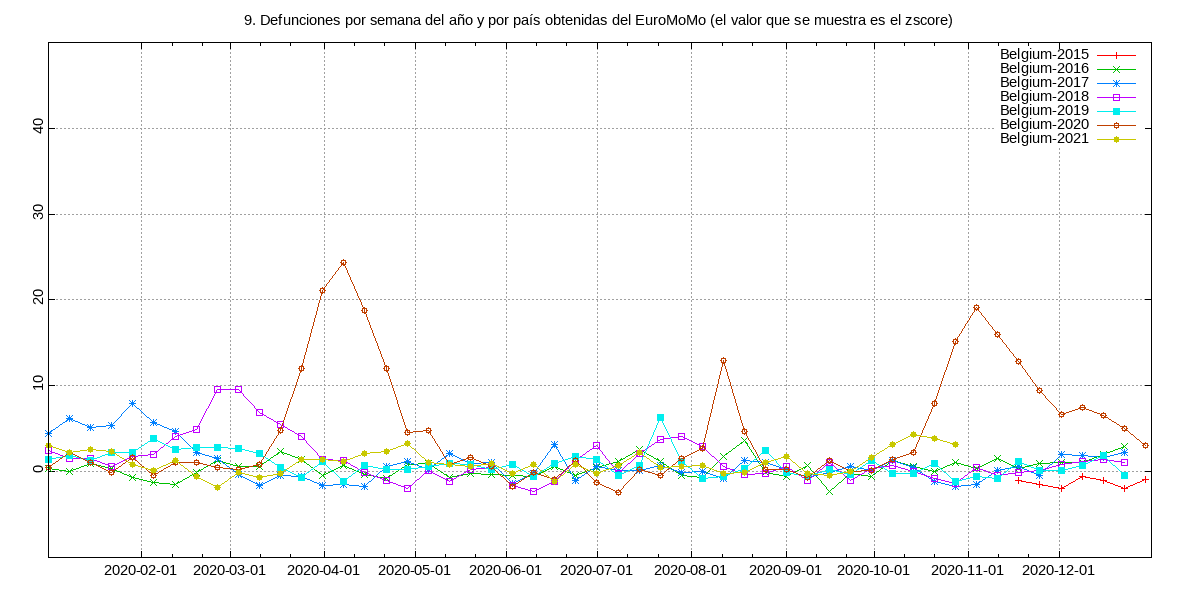 9. Defunciones por semana del año y por país obtenidas del EuroMoMo (el valor que se muestra es el zscore)
Belgium-2015
Belgium-2016
Belgium-2017
Belgium-2018
Belgium-2019
Belgium-2020
Belgium-2021
40
30
20
10
0
2020-02-01 2020-03-01 2020-04-01 2020-05-01 2020-06-01 2020-07-01 2020-08-01 2020-09-01 2020-10-01 2020-11-01 2020-12-01